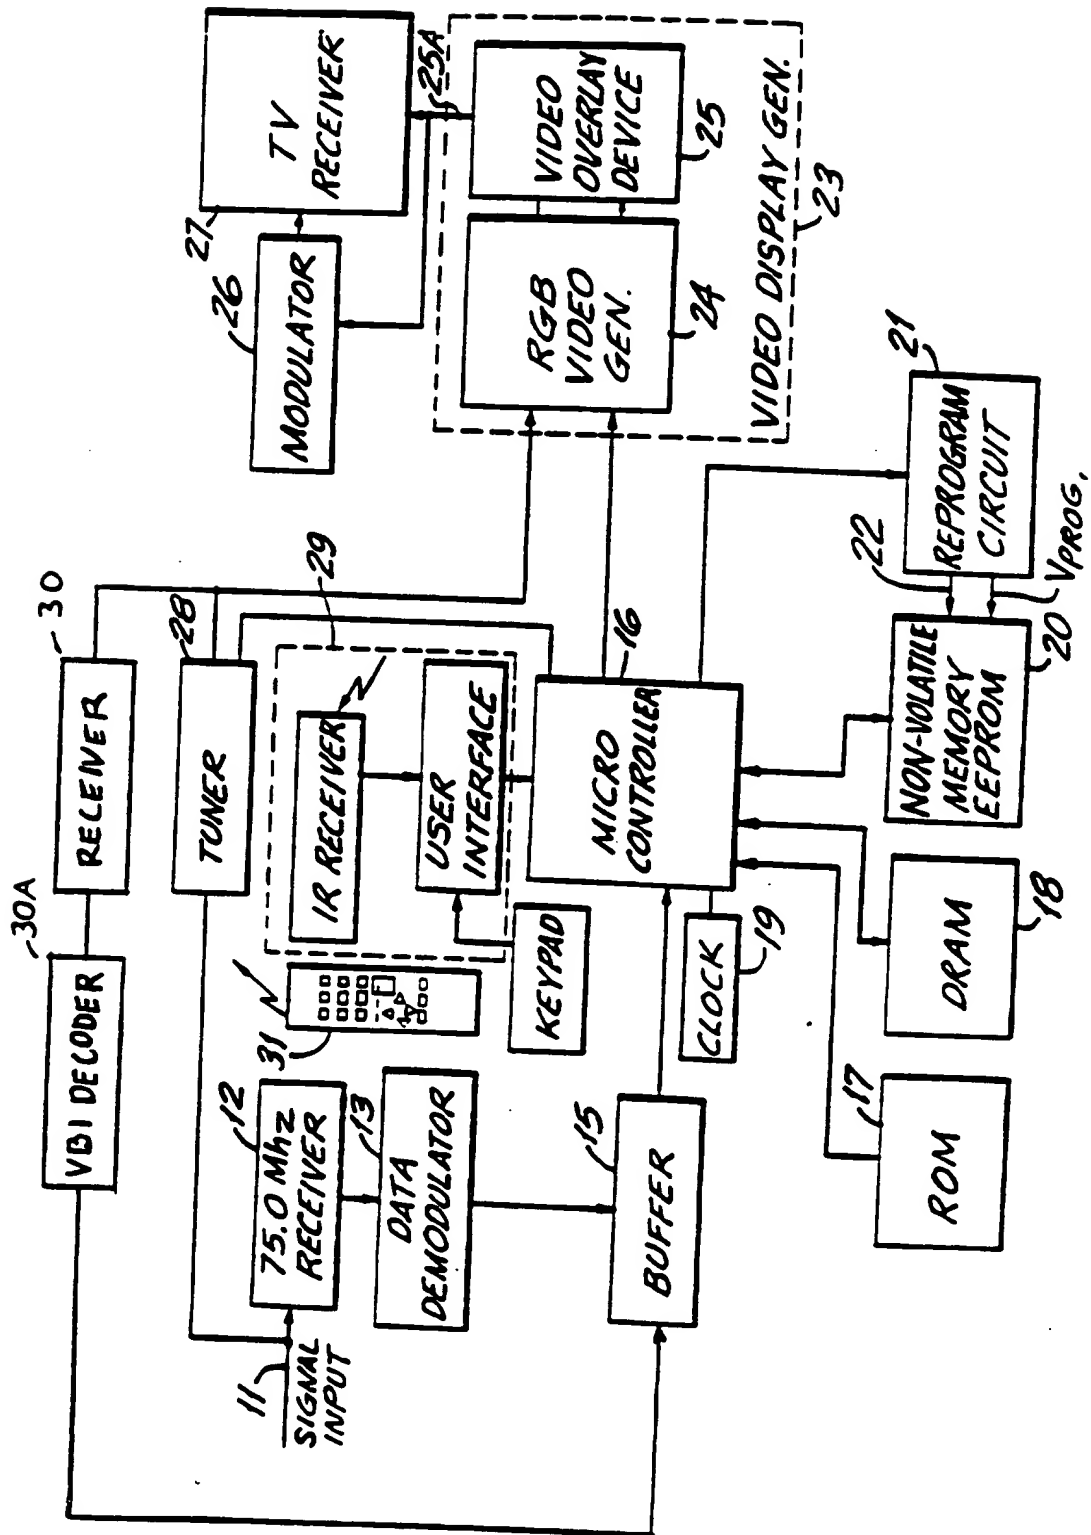 30A
VBI DECODER
30
RECEIVER
28
TUNER
11
SIGNAL
INPUT
12
75.0 Mhz
RECEIVER
13
DATA
DEMODULATOR
31
29
IR RECEIVER
USER
INTERFACE
KEYPAD
15
BUFFER
16
MICRO
CONTROLLER
CLOCK
19
17
ROM
DRAM
18
NON-VOLATILE
MEMORY
EEPROM
20
22
VPROG.
21
REPROGRAM
CIRCUIT
26
MODULATOR
27
TV
RECEIVER
25A
RGB
VIDEO
GEN.
24
VIDEO
OVERLAY
DEVICE
25
VIDEO DISPLAY GEN.
23